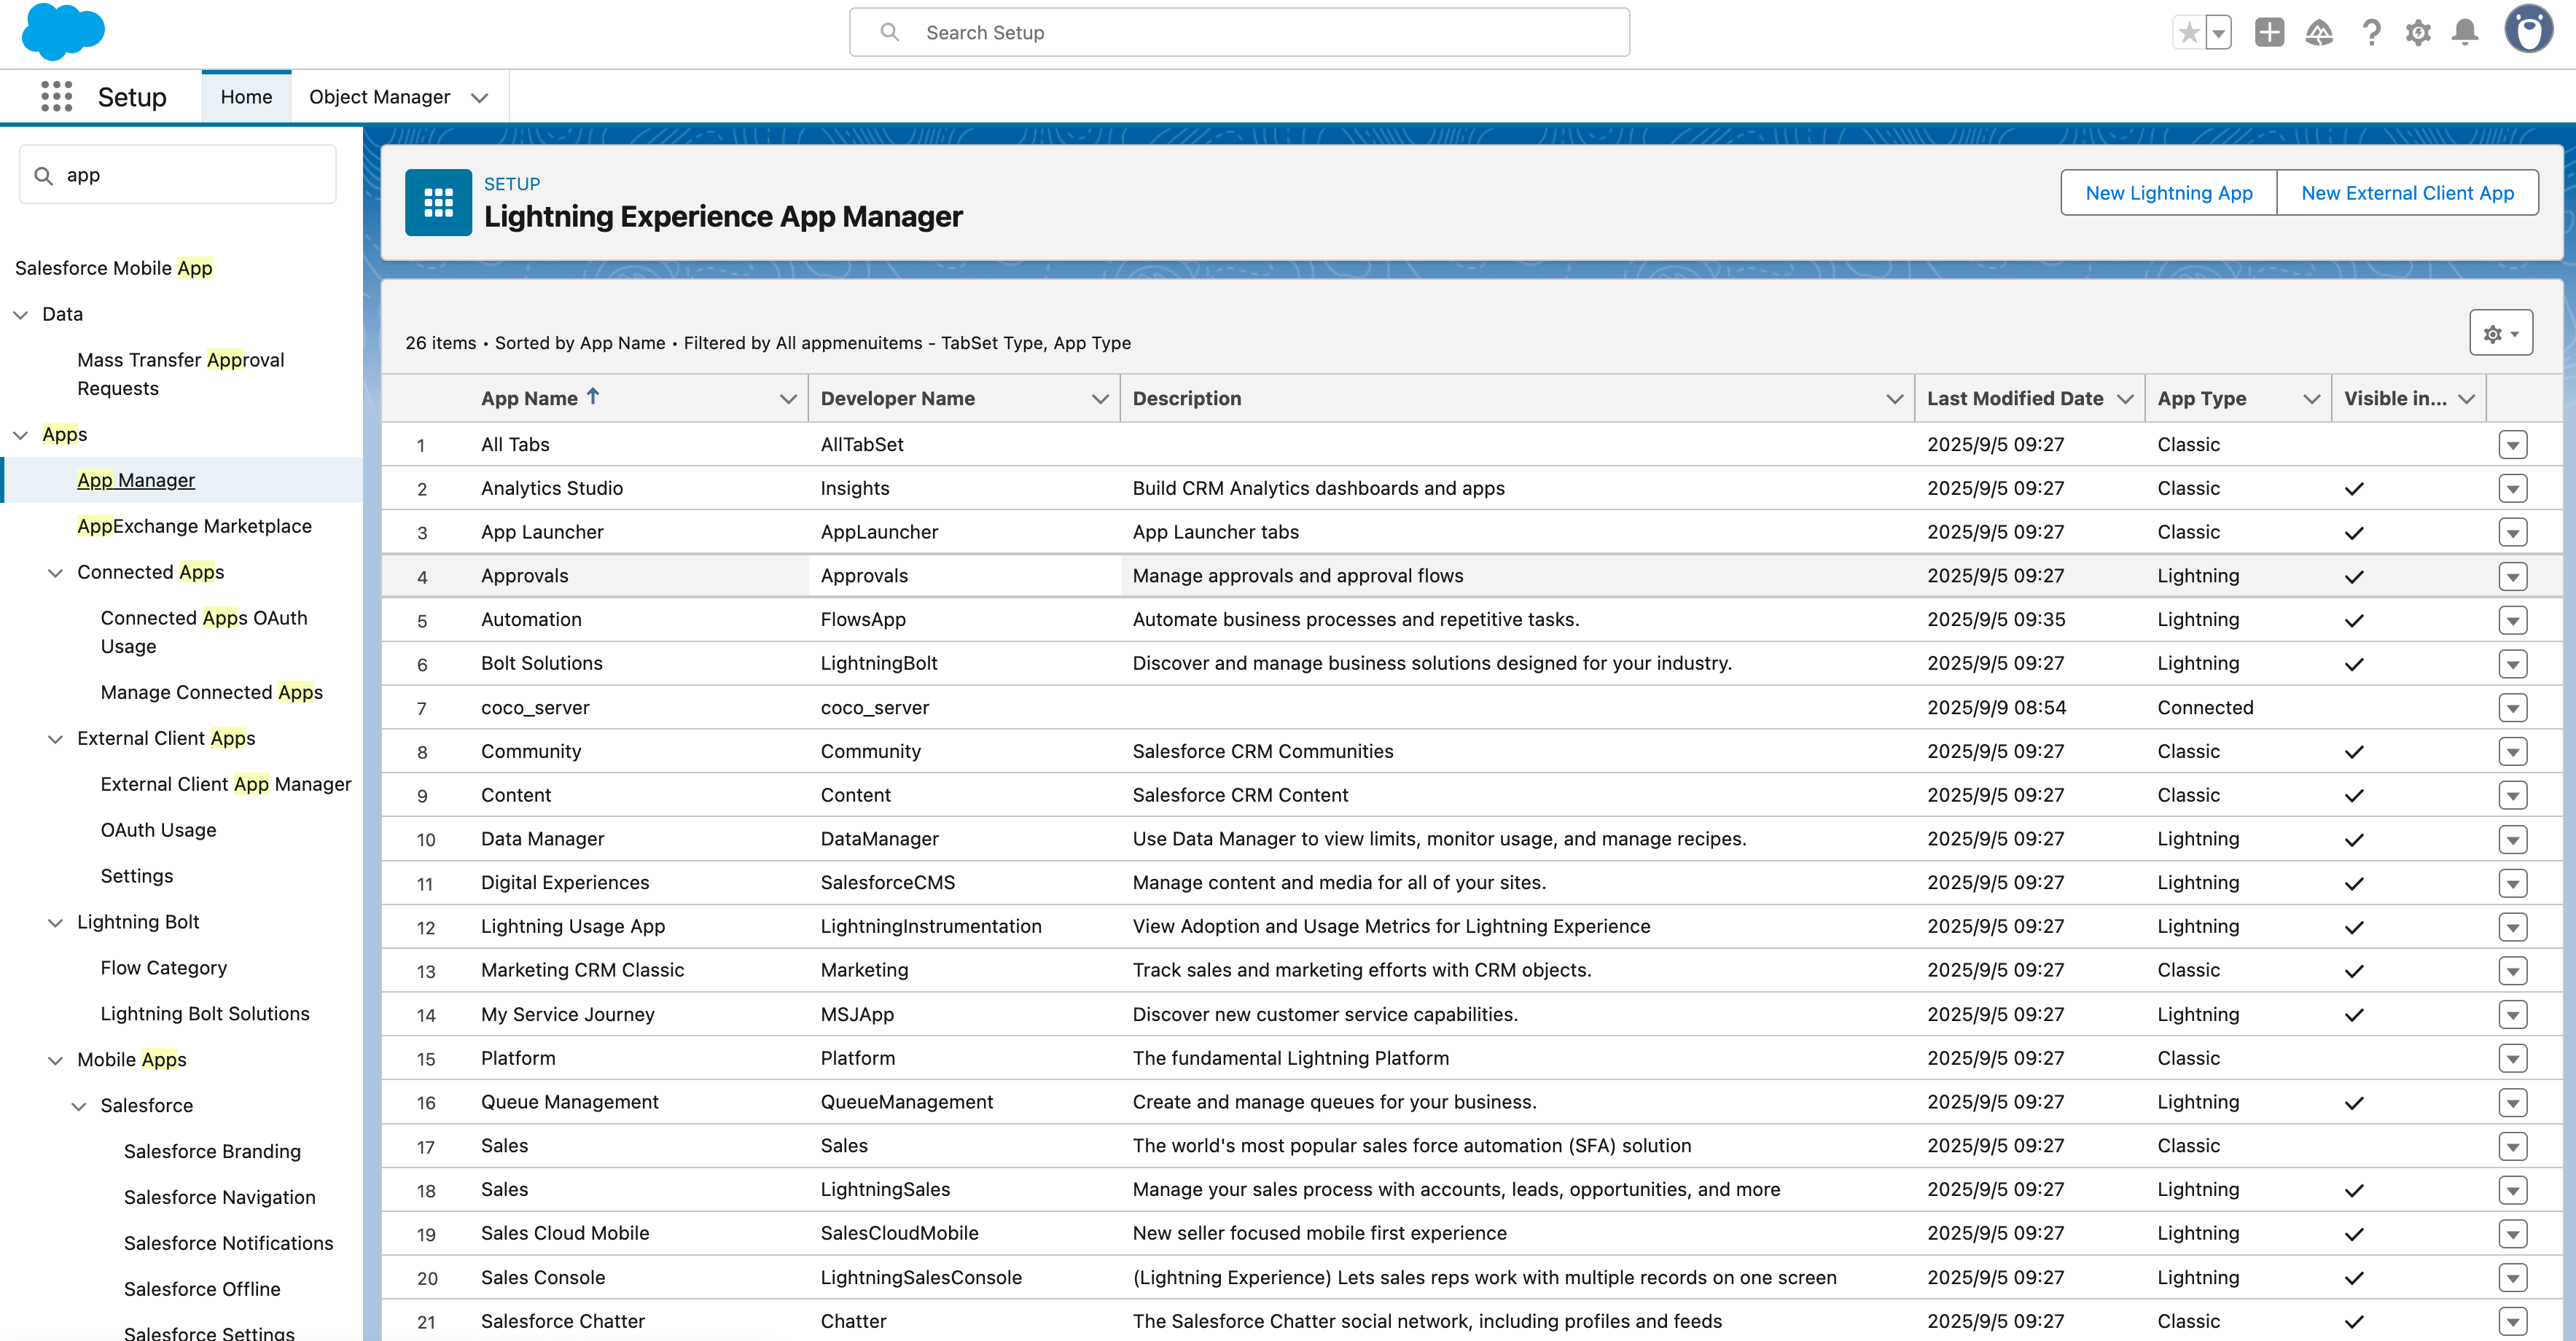 Search Setup
Setup
Home
Object Manager
app
Salesforce Mobile App
Data
Mass Transfer Approval
Requests
Apps
App Manager
AppExchange Marketplace
Connected Apps
Connected Apps OAuth
Usage
Manage Connected Apps
External Client Apps
External Client App Manager
OAuth Usage
Settings
Lightning Bolt
Flow Category
Lightning Bolt Solutions
Mobile Apps
Salesforce
Salesforce Branding
Salesforce Navigation
Salesforce Notifications
Salesforce Offline
Salesforce Settings
SETUP
Lightning Experience App Manager
New Lightning App
New External Client App
26 items • Sorted by App Name • Filtered by All appmenuitems - TabSet Type, App Type
App Name Developer Name Description Last Modified Date App Type Visible in...
1 All Tabs AllTabSet 2025/9/5 09:27 Classic
2 Analytics Studio Insights Build CRM Analytics dashboards and apps 2025/9/5 09:27 Classic
3 App Launcher AppLauncher App Launcher tabs 2025/9/5 09:27 Classic
4 Approvals Approvals Manage approvals and approval flows 2025/9/5 09:27 Lightning
5 Automation FlowsApp Automate business processes and repetitive tasks. 2025/9/5 09:35 Lightning
6 Bolt Solutions LightningBolt Discover and manage business solutions designed for your industry. 2025/9/5 09:27 Lightning
7 coco_server coco_server 2025/9/9 08:54 Connected
8 Community Community Salesforce CRM Communities 2025/9/5 09:27 Classic
9 Content Content Salesforce CRM Content 2025/9/5 09:27 Classic
10 Data Manager DataManager Use Data Manager to view limits, monitor usage, and manage recipes. 2025/9/5 09:27 Lightning
11 Digital Experiences SalesforceCMS Manage content and media for all of your sites. 2025/9/5 09:27 Lightning
12 Lightning Usage App LightningInstrumentation View Adoption and Usage Metrics for Lightning Experience 2025/9/5 09:27 Lightning
13 Marketing CRM Classic Marketing Track sales and marketing efforts with CRM objects. 2025/9/5 09:27 Classic
14 My Service Journey MSJApp Discover new customer service capabilities. 2025/9/5 09:27 Lightning
15 Platform Platform The fundamental Lightning Platform 2025/9/5 09:27 Classic
16 Queue Management QueueManagement Create and manage queues for your business. 2025/9/5 09:27 Lightning
17 Sales Sales The world's most popular sales force automation (SFA) solution 2025/9/5 09:27 Classic
18 Sales LightningSales Manage your sales process with accounts, leads, opportunities, and more 2025/9/5 09:27 Lightning
19 Sales Cloud Mobile SalesCloudMobile New seller focused mobile first experience 2025/9/5 09:27 Lightning
20 Sales Console LightningSalesConsole (Lightning Experience) Lets sales reps work with multiple records on one screen 2025/9/5 09:27 Lightning
21 Salesforce Chatter Chatter The Salesforce Chatter social network, including profiles and feeds 2025/9/5 09:27 Classic